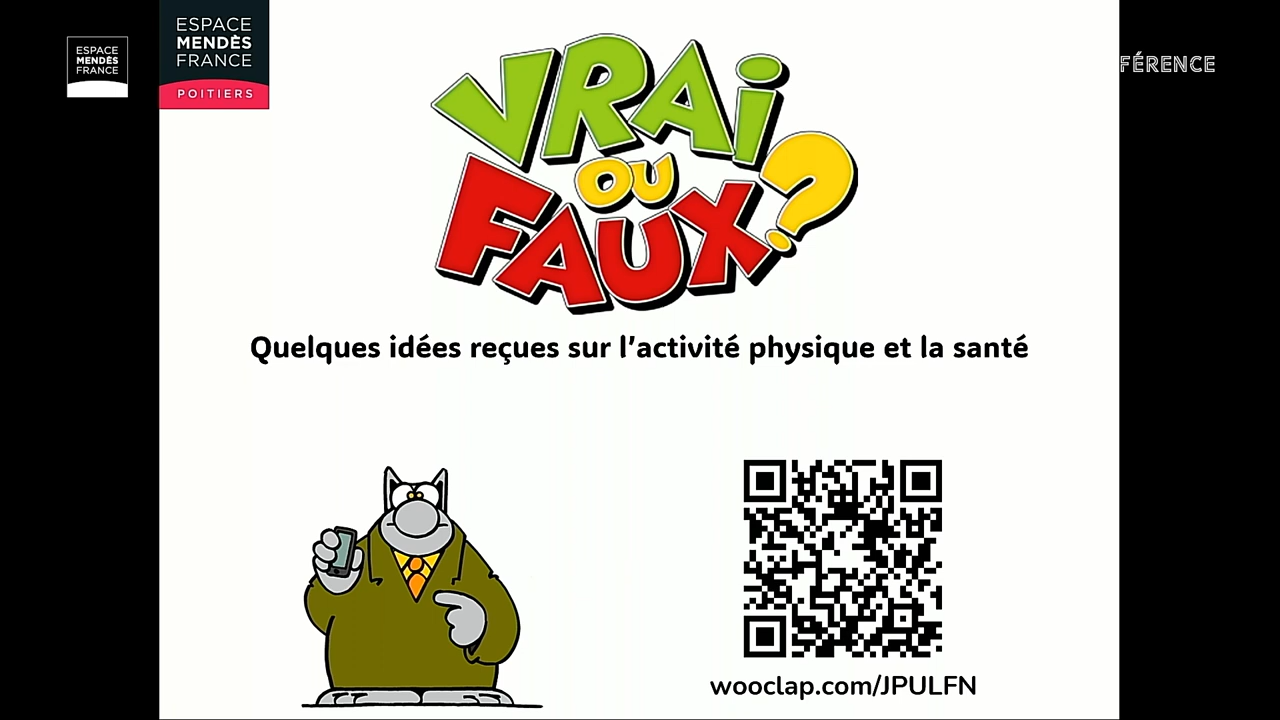 ESPACE
MENDÈS
FRANCE
ESPACE
MENDÈS
FRANCE
POITIERS
VRAi
OU
FAUX?
FÉRENCE
Quelques idées reçues sur l'activité physique et la santé
wooclap.com/JPULFN